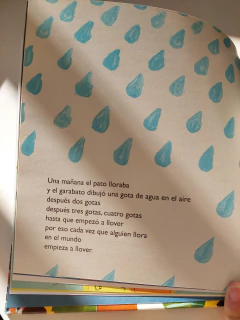 Una mañana el pato lloraba
y el garabato dibujó una gota de agua en el aire
después dos gotas
después tres gotas, cuatro gotas
hasta que empezó a llover
por eso cada vez que alguien llora
en el mundo
empieza a llover.